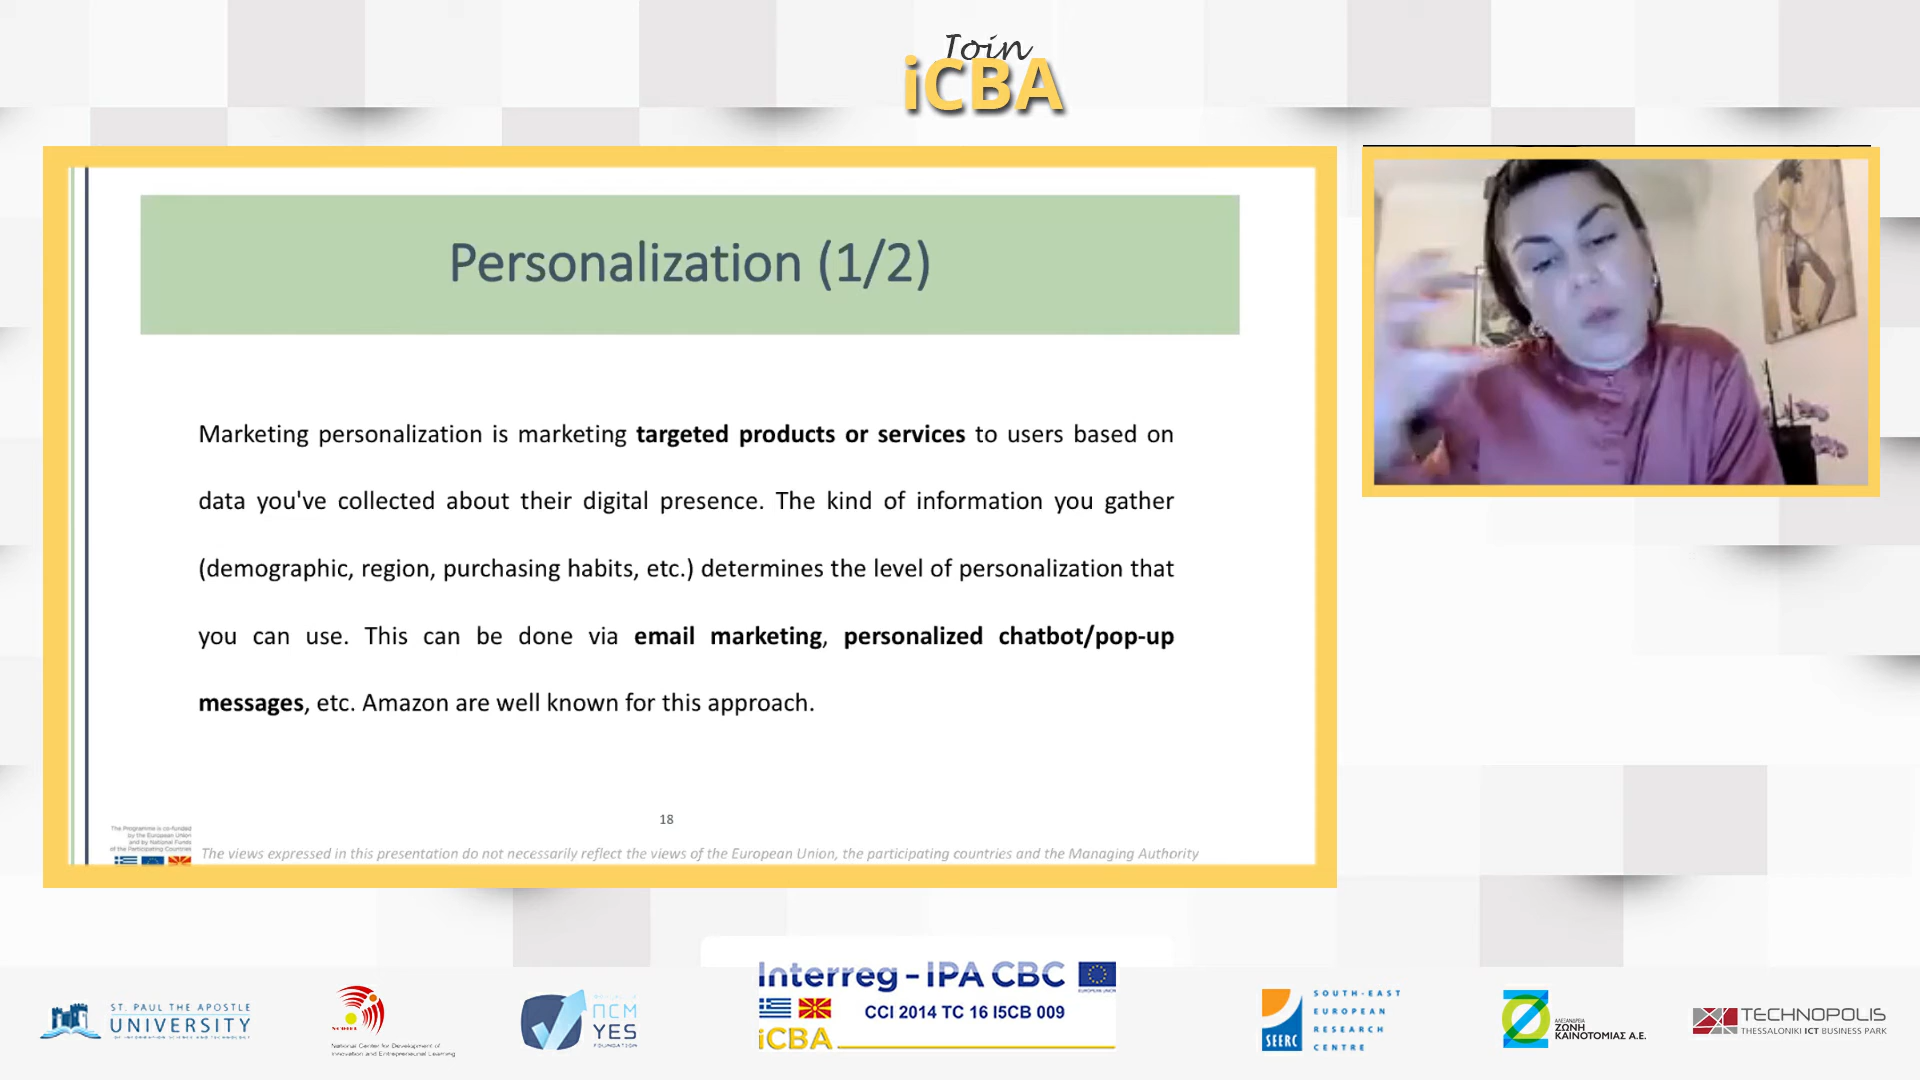 Join
iCBA
Personalization (1/2)
Marketing personalization is marketing targeted products or services to users based on
data you've collected about their digital presence. The kind of information you gather
(demographic, region, purchasing habits, etc.) determines the level of personalization that
you can use. This can be done via email marketing, personalized chatbot/pop-up
messages, etc. Amazon are well known for this approach.
18
The Programme is co-funded
by the European Union
and by National Funds
of the Participating Countries
The views expressed in this presentation do not necessarily reflect the views of the European Union, the participating countries and the Managing Authority
ST. PAUL THE APOSTLE
UNIVERSITY
OF INFORMATION SCIENCE AND TECHNOLOGY
National Center for Development of
Innovation and Entrepreneurial Learning
ПСМ
YES
FOUNDATION
Interreg - IPA CBC
EUROPEAN UNION
CCI 2014 TC 16 I5CB 009
iCBA
SEERC
SOUTH-EAST
EUROPEAN
RESEARCH
CENTRE
ΑΛΕΞΑΝΔΡΕΙΑ
ΖΩΝΗ
ΚΑΙΝΟΤΟΜΙΑΣ Α.Ε.
TECHNOPOLIS
THESSALONIKI ICT BUSINESS PARK